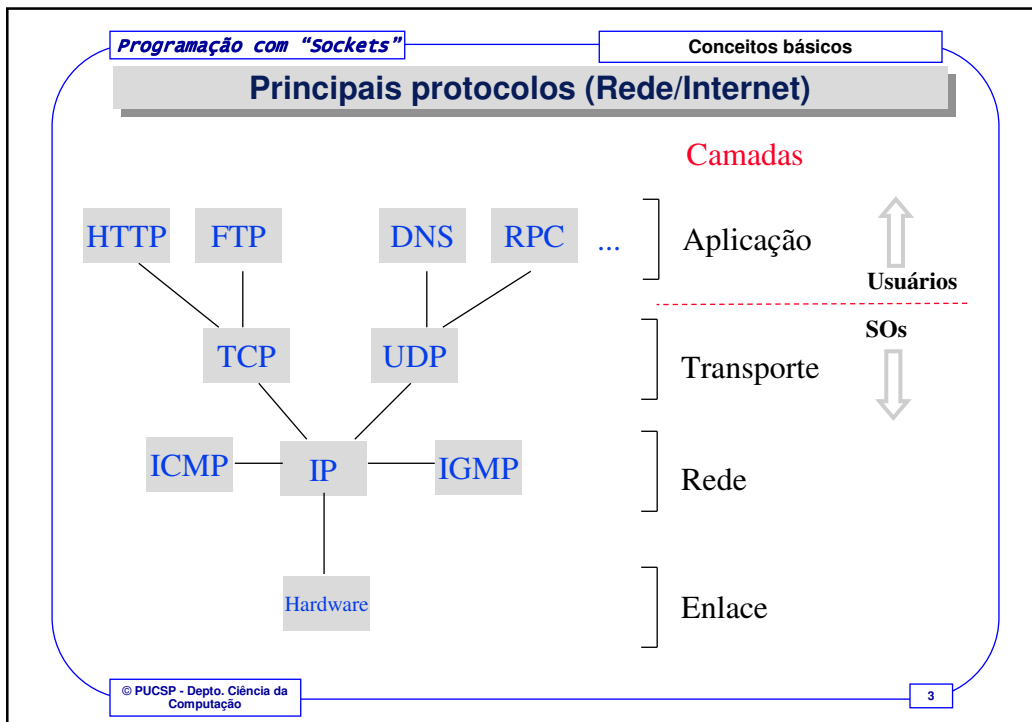 Programação com “Sockets”
Conceitos básicos
Principais protocolos (Rede/Internet)
Camadas
HTTP FTP DNS RPC ... Aplicação
Usuários
SOs
TCP UDP Transporte
ICMP IP IGMP Rede
Hardware Enlace
© PUCSP - Depto. Ciência da
Computação
3